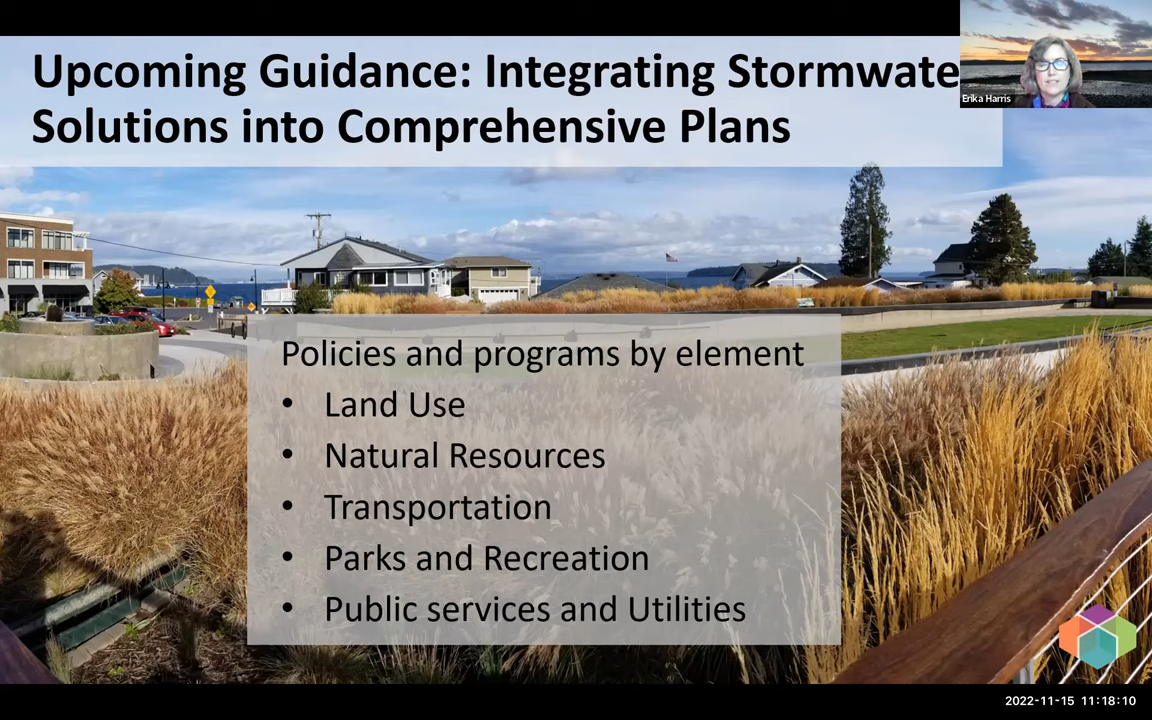 Upcoming Guidance: Integrating Stormwate
Solutions into Comprehensive Plans
Erika Harris
Policies and programs by element
• Land Use
• Natural Resources
• Transportation
• Parks and Recreation
• Public services and Utilities
2022-11-15 11:18:10